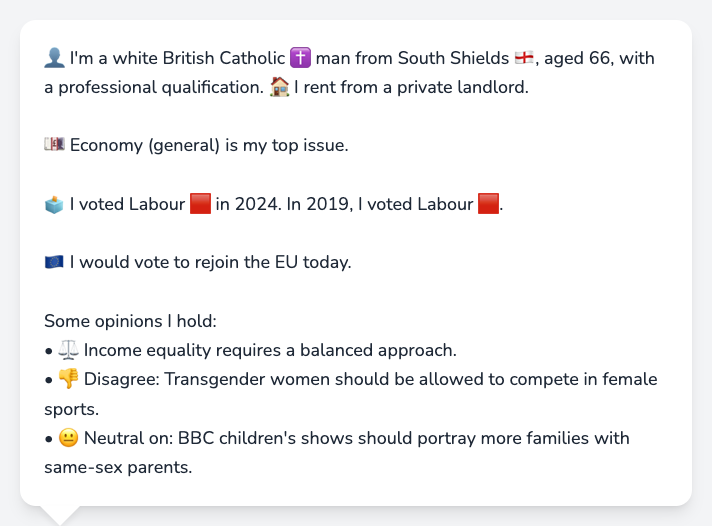 👤 I'm a white British Catholic ✝️ man from South Shields 🏴󠁧󠁢󠁥󠁮󠁧󠁿, aged 66, with
a professional qualification. 🏠 I rent from a private landlord.
💷 Economy (general) is my top issue.
🗳️ I voted Labour 🟥 in 2024. In 2019, I voted Labour 🟥.
🇪🇺 I would vote to rejoin the EU today.
Some opinions I hold:
• ⚖️ Income equality requires a balanced approach.
• 👎 Disagree: Transgender women should be allowed to compete in female
sports.
• 😐 Neutral on: BBC children's shows should portray more families with
same-sex parents.